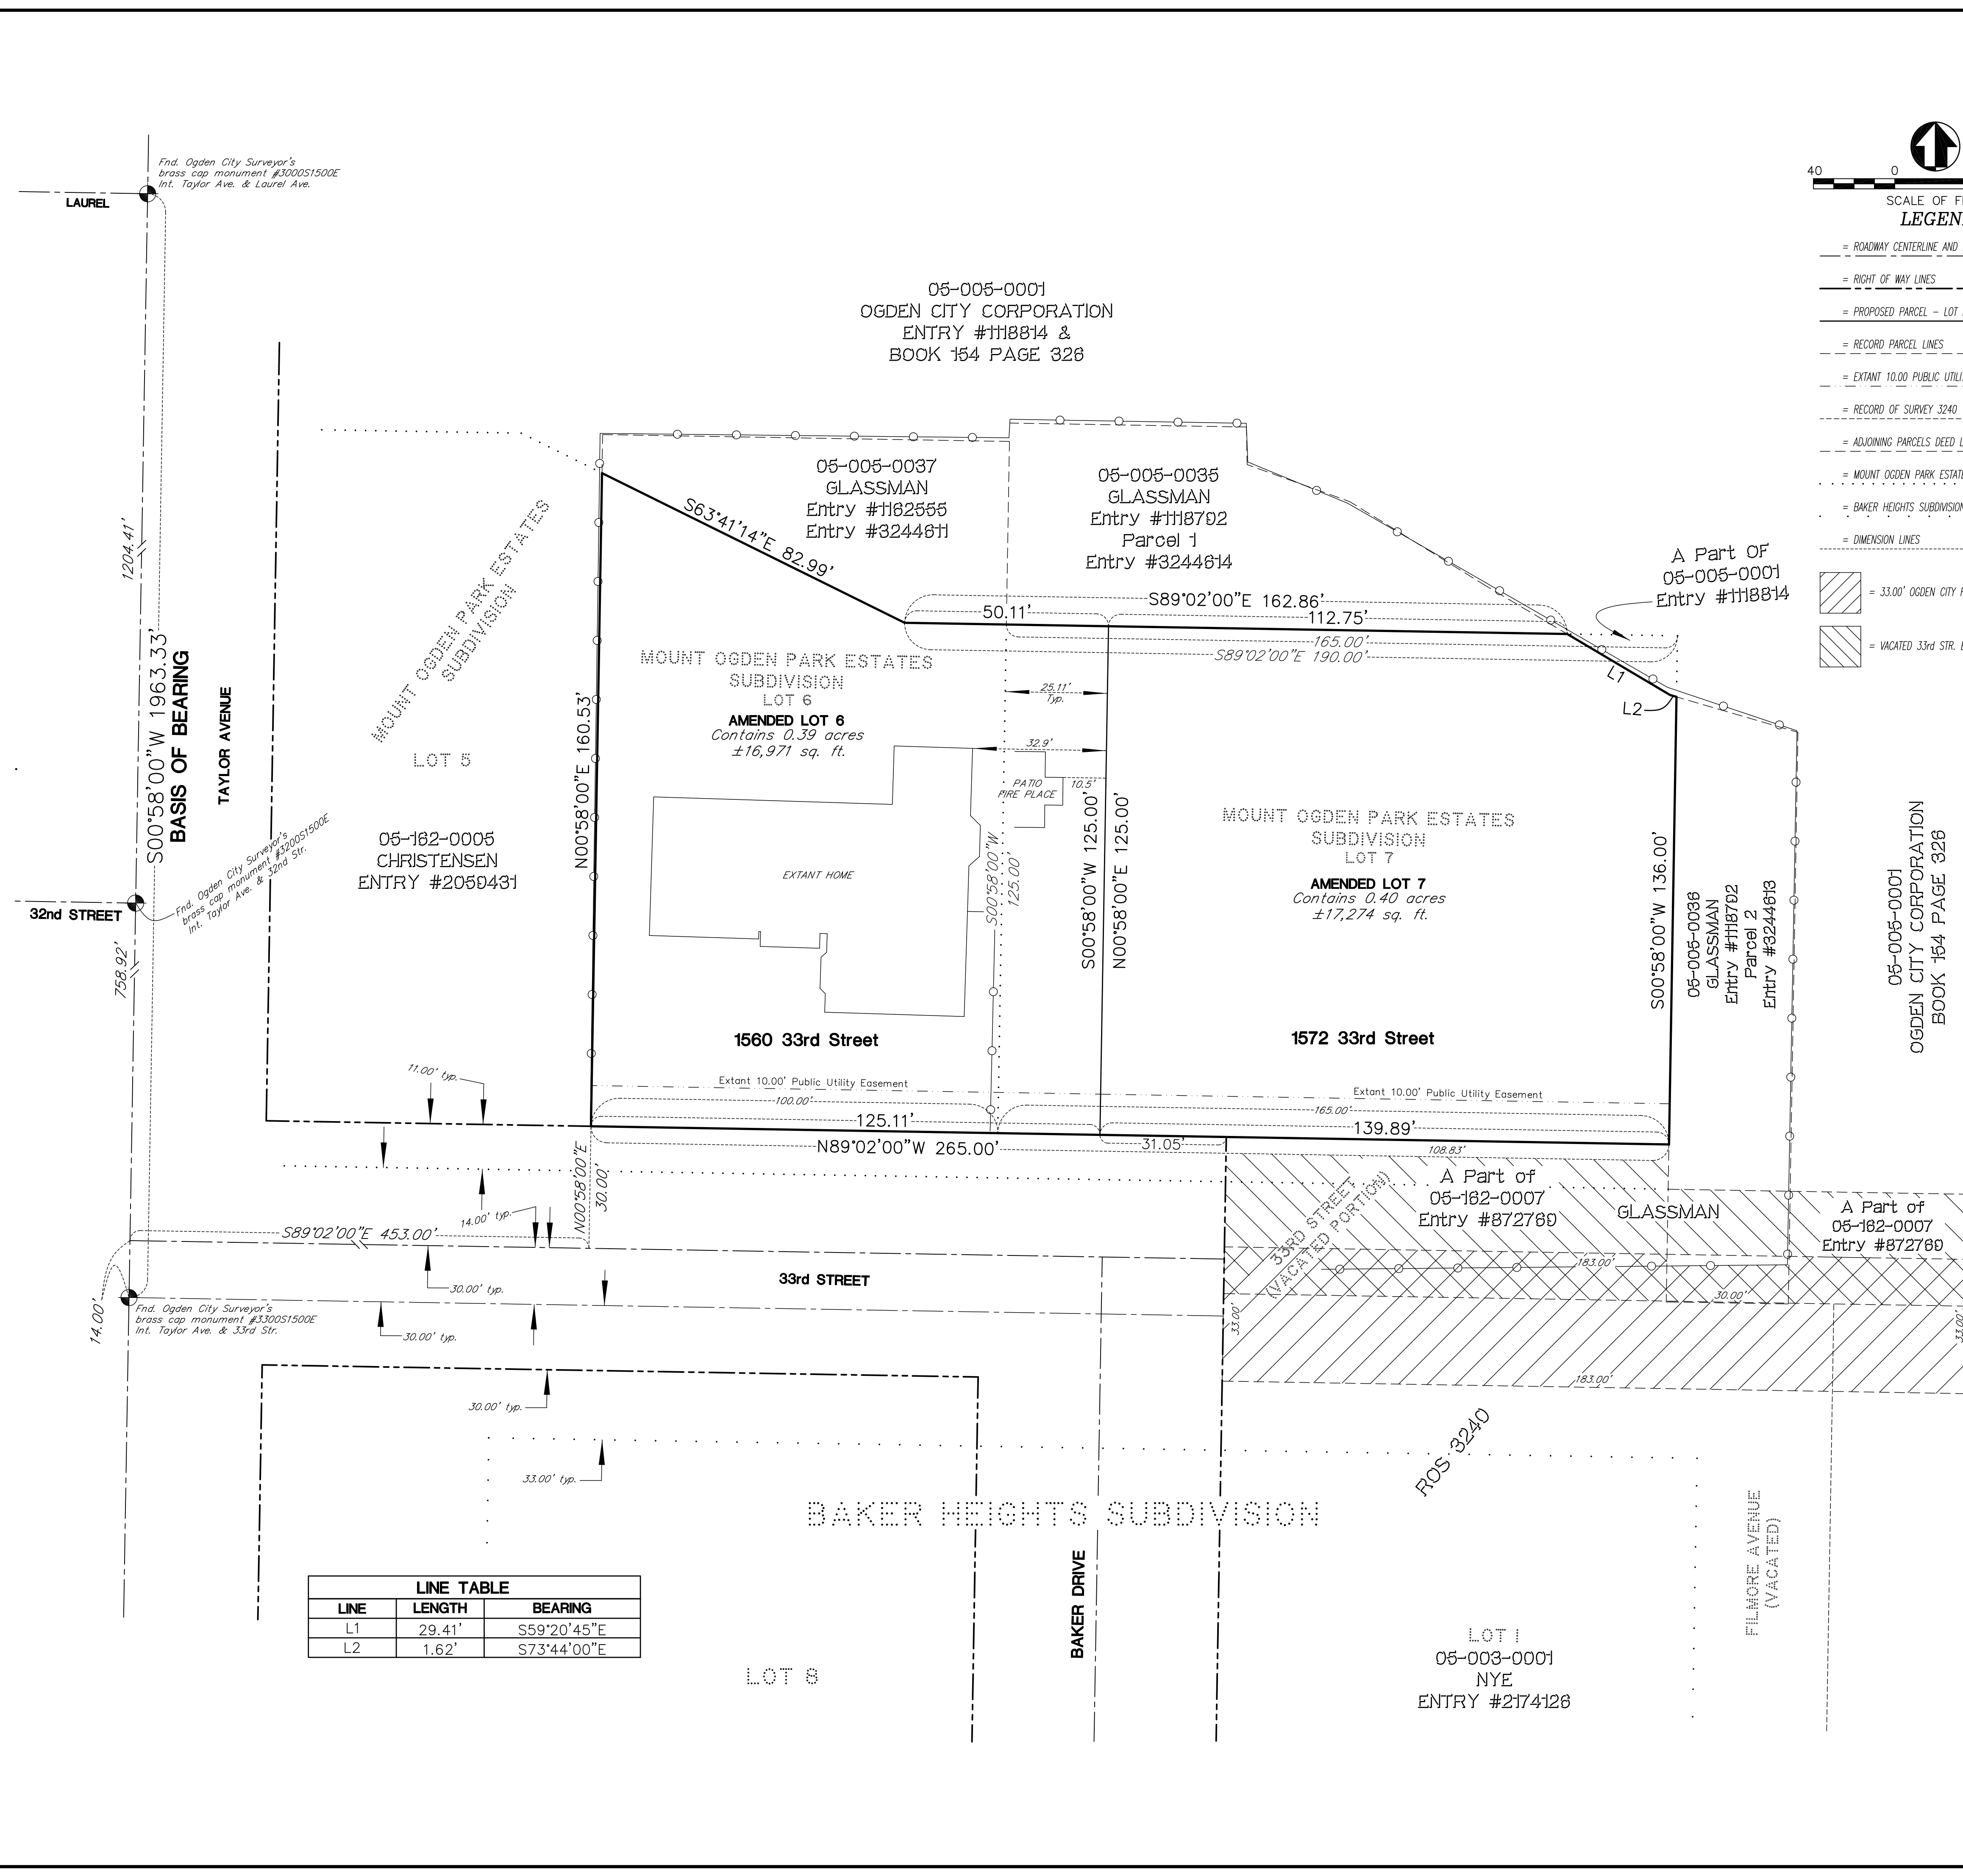 Fnd. Ogden City Surveyor's
brass cap monument #3000S1500E
Int. Taylor Ave. & Laurel Ave.
LAUREL
40
0
SCALE OF F
LEGEN
= ROADWAY CENTERLINE AND
= RIGHT OF WAY LINES
= PROPOSED PARCEL - LOT
= RECORD PARCEL LINES
= EXTANT 10.00 PUBLIC UTILI
= RECORD OF SURVEY 3240
= ADJOINING PARCELS DEED L
= MOUNT OGDEN PARK ESTATE
= BAKER HEIGHTS SUBDIVISION
= DIMENSION LINES
= 33.00' OGDEN CITY
= VACATED 33rd STR.
05-005-0001
OGDEN CITY CORPORATION
ENTRY #1118814 &
BOOK 154 PAGE 326
1204.41'
S00°58'00"W 1963.33'
BASIS OF BEARING
TAYLOR AVENUE
MOUNT OGDEN PARK ESTATES
SUBDIVISION
LOT 5
05-162-0005
CHRISTENSEN
ENTRY #2059431
05-005-0037
GLASSMAN
Entry #1162555
Entry #3244611
05-005-0035
GLASSMAN
Entry #1118792
Parcel 1
Entry #3244614
A Part OF
05-005-0001
Entry #1118814
S63°41'14"E 82.99'
S89°02'00"E 162.86'
50.11'
112.75'
165.00'
S89°02'00"E 190.00'
L1
L2
MOUNT OGDEN PARK ESTATES
SUBDIVISION
LOT 6
AMENDED LOT 6
Contains 0.39 acres
±16,971 sq. ft.
25.11'
Typ.
32.9'
PATIO
FIRE PLACE
10.5'
N00°58'00"E 160.53'
EXTANT HOME
S00°58'00"W
125.00'
S00°58'00"W 125.00'
N00°58'00"E 125.00'
MOUNT OGDEN PARK ESTATES
SUBDIVISION
LOT 7
AMENDED LOT 7
Contains 0.40 acres
±17,274 sq. ft.
S00°58'00"W 136.00'
05-005-0036
GLASSMAN
Entry #1118792
Parcel 2
Entry #3244613
05-005-0001
OGDEN CITY CORPORATION
BOOK 154 PAGE 326
Fnd. Ogden City Surveyor's
brass cap monument #3200S1500E
Int. Taylor Ave. & 32nd Str.
32nd STREET
758.92'
1560 33rd Street
1572 33rd Street
11.00' typ.
Extant 10.00' Public Utility Easement
Extant 10.00' Public Utility Easement
100.00'
165.00'
125.11'
139.89'
N89°02'00"W 265.00'
31.05'
108.83'
N00°58'00"E
30.00'
14.00' typ.
S89°02'00"E 453.00'
30.00' typ.
33rd STREET
33RD STREET
(VACATED PORTION)
A Part of
05-162-0007
Entry #872760
GLASSMAN
A Part of
05-162-0007
Entry #872760
183.00'
30.00'
33.00'
33.00'
183.00'
14.00'
Fnd. Ogden City Surveyor's
brass cap monument #3300S1500E
Int. Taylor Ave. & 33rd Str.
30.00' typ.
30.00' typ.
33.00' typ.
ROS 3240
BAKER HEIGHTS SUBDIVISION
BAKER DRIVE
FILMORE AVENUE
(VACATED)
LINE TABLE
LINE LENGTH BEARING
L1 29.41' S59°20'45"E
L2 1.62' S73°44'00"E
LOT 8
LOT 1
05-003-0001
NYE
ENTRY #2174126